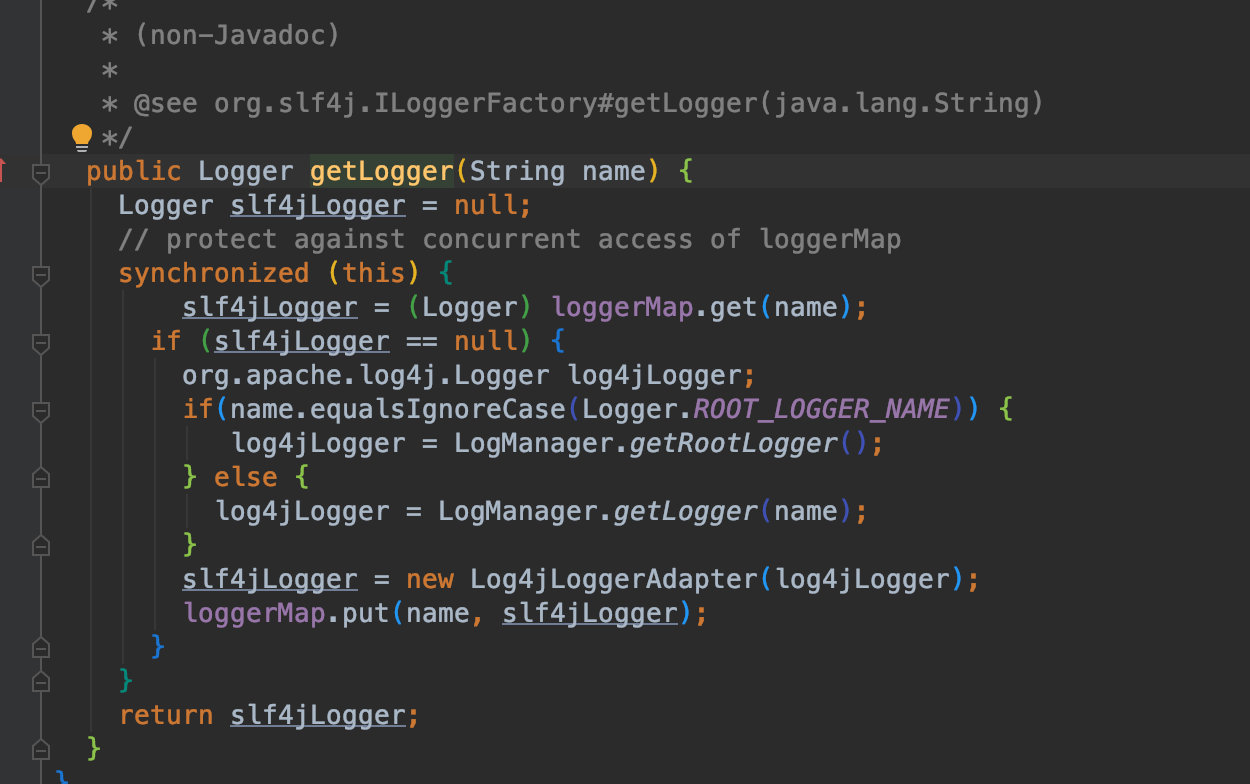 /*
* (non-Javadoc)
*
* @see org.slf4j.ILoggerFactory#getLogger(java.lang.String)
*/
public Logger getLogger(String name) {
Logger slf4jLogger = null;
// protect against concurrent access of loggerMap
synchronized (this) {
slf4jLogger = (Logger) loggerMap.get(name);
if (slf4jLogger == null) {
org.apache.log4j.Logger log4jLogger;
if(name.equalsIgnoreCase(Logger.ROOT_LOGGER_NAME)) {
log4jLogger = LogManager.getRootLogger();
} else {
log4jLogger = LogManager.getLogger(name);
}
slf4jLogger = new Log4jLoggerAdapter(log4jLogger);
loggerMap.put(name, slf4jLogger);
}
}
return slf4jLogger;
}
}